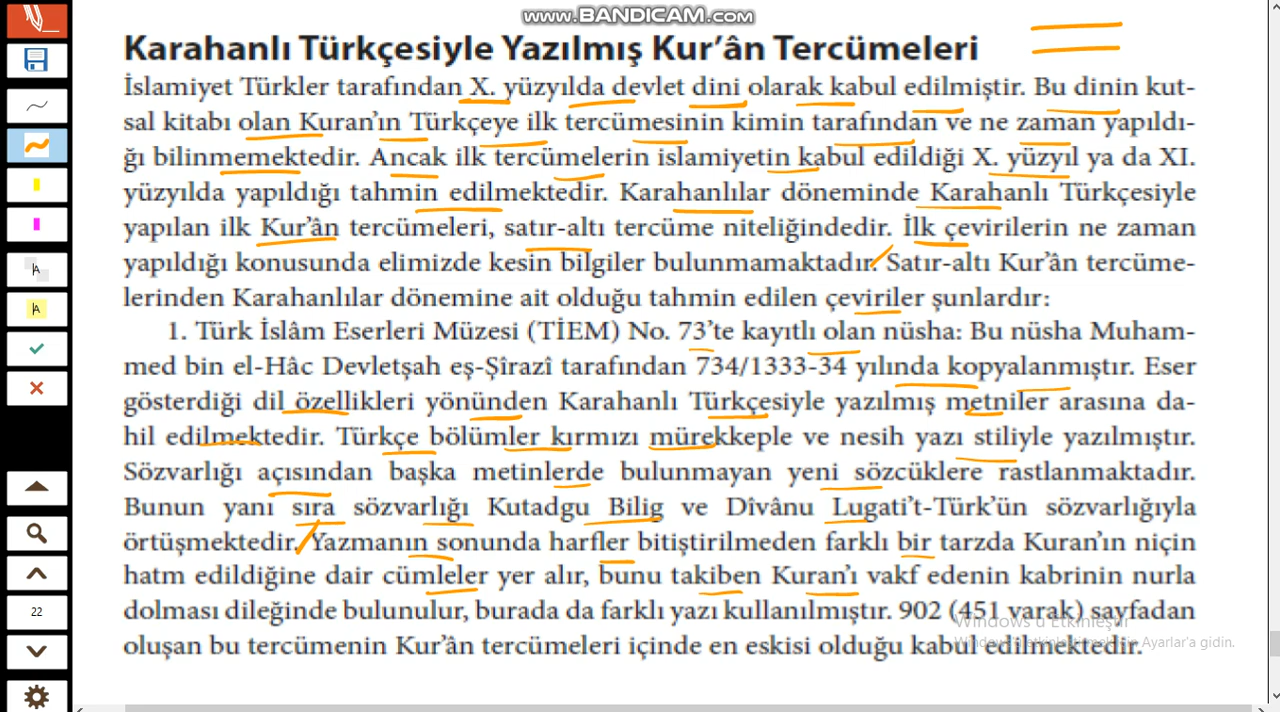 www.BANDICAM.com
Karahanlı Türkçesiyle Yazılmış Kur'ân Tercümeleri
İslamiyet Türkler tarafından X. yüzyılda devlet dini olarak kabul edilmiştir. Bu dinin kut-
sal kitabı olan Kuran'ın Türkçeye ilk tercümesinin kimin tarafından ve ne zaman yapıldı-
ğı bilinmemektedir. Ancak ilk tercümelerin islamiyetin kabul edildiği X. yüzyıl ya da XI.
yüzyılda yapıldığı tahmin edilmektedir. Karahanlılar döneminde Karahanlı Türkçesiyle
yapılan ilk Kur'ân tercümeleri, satır-altı tercüme niteliğindedir. İlk çevirilerin ne zaman
yapıldığı konusunda elimizde kesin bilgiler bulunmamaktadır. Satır-altı Kur'ân tercüme-
lerinden Karahanlılar dönemine ait olduğu tahmin edilen çeviriler şunlardır:
1. Türk İslâm Eserleri Müzesi (TİEM) No. 73'te kayıtlı olan nüsha: Bu nüsha Muham-
med bin el-Hâc Devletşah eş-Şîrazî tarafından 734/1333-34 yılında kopyalanmıştır. Eser
gösterdiği dil özellikleri yönünden Karahanlı Türkçesiyle yazılmış metniler arasına da-
hil edilmektedir. Türkçe bölümler kırmızı mürekkeple ve nesih yazı stiliyle yazılmıştır.
Sözvarlığı açısından başka metinlerde bulunmayan yeni sözcüklere rastlanmaktadır.
Bunun yanı sıra sözvarlığı Kutadgu Bilig ve Dîvânu Lugati't-Türk'ün sözvarlığıyla
örtüşmektedir. Yazmanın sonunda harfler bitiştirilmeden farklı bir tarzda Kuran'ın niçin
hatm edildiğine dair cümleler yer alır, bunu takiben Kuran'ı vakf edenin kabrinin nurla
dolması dileğinde bulunulur, burada da farklı yazı kullanılmıştır. 902 (451 varak) sayfadan
oluşan bu tercümenin Kur'ân tercümeleri içinde en eskisi olduğu kabul edilmektedir.
22
Windows'u Etkinleştir
Windows'u etkinleştirmek için Ayarlar'a gidin.